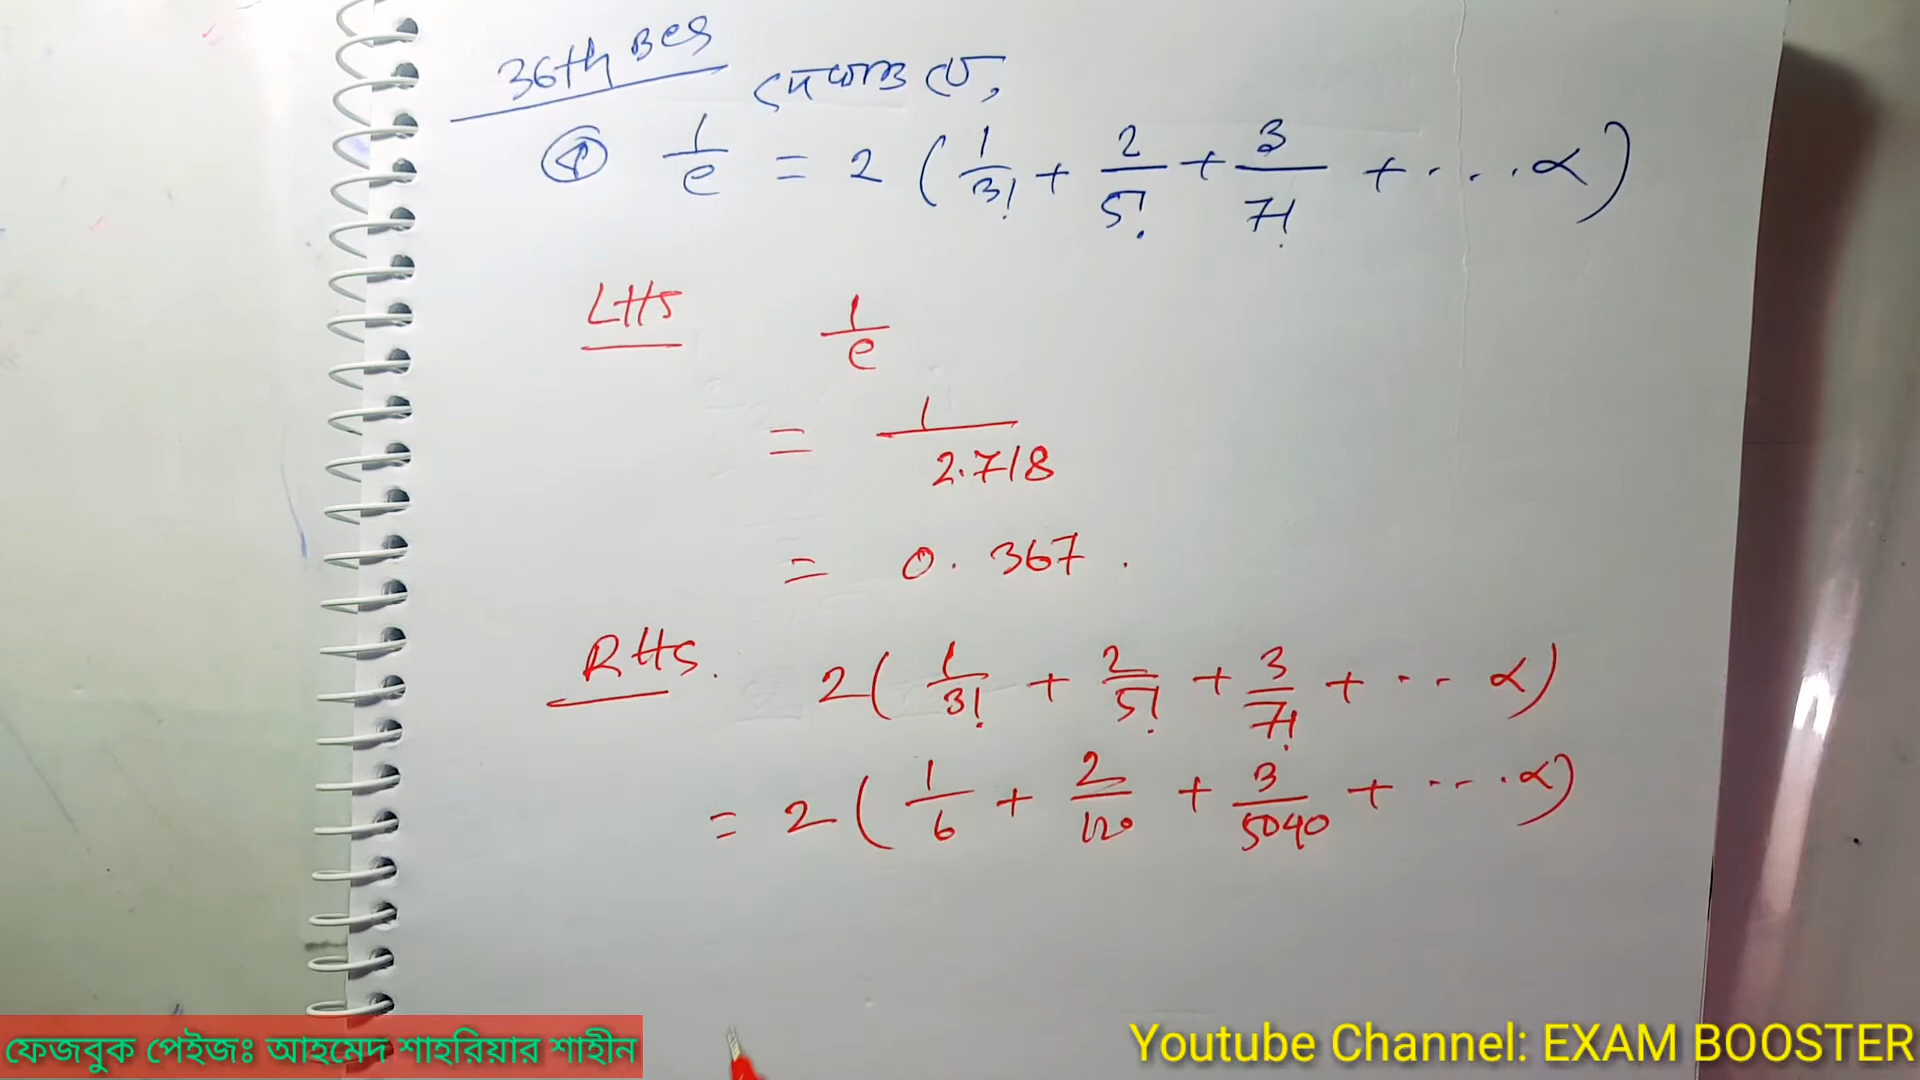 36th BCS
দেখাও যে,
1/e = 2 (1/3! + 2/5! + 3/7! + .... ∝)
LHS 1/e
= 1/2.718
= 0.367.
RHS. 2(1/3! + 2/5! + 3/7! + ... ∝)
= 2 (1/6 + 2/120 + 3/5040 + .... ∝)
ফেজবুক পেইজঃ আহমেদ শাহরিয়ার শাহীন
Youtube Channel: EXAM BOOSTER